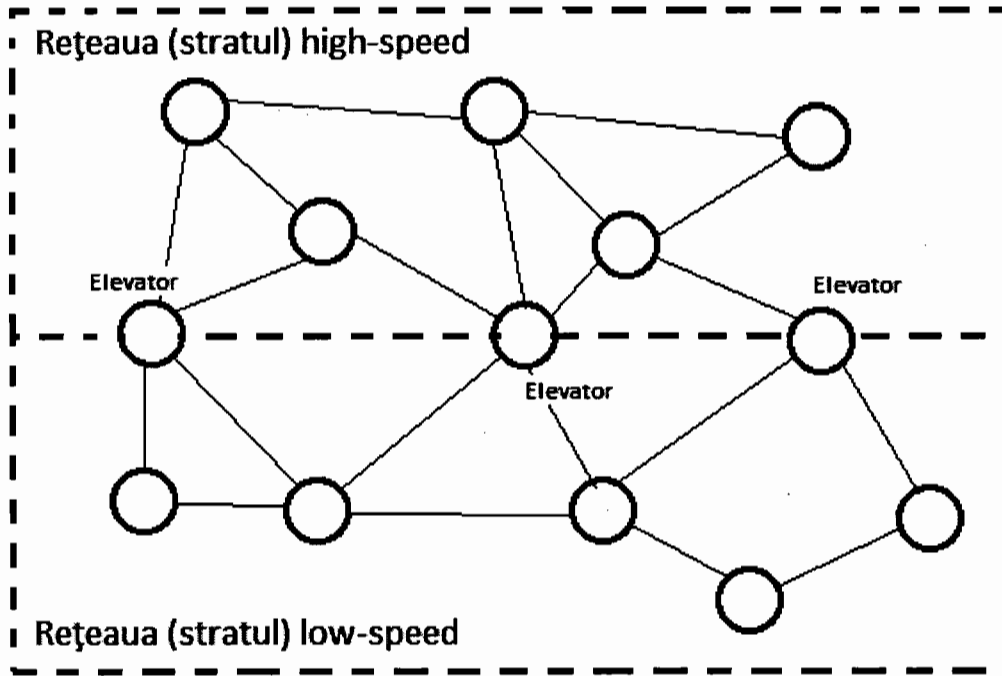 Reţeaua (stratul) high-speed
Elevator
Elevator
Elevator
Reţeaua (stratul) low-speed